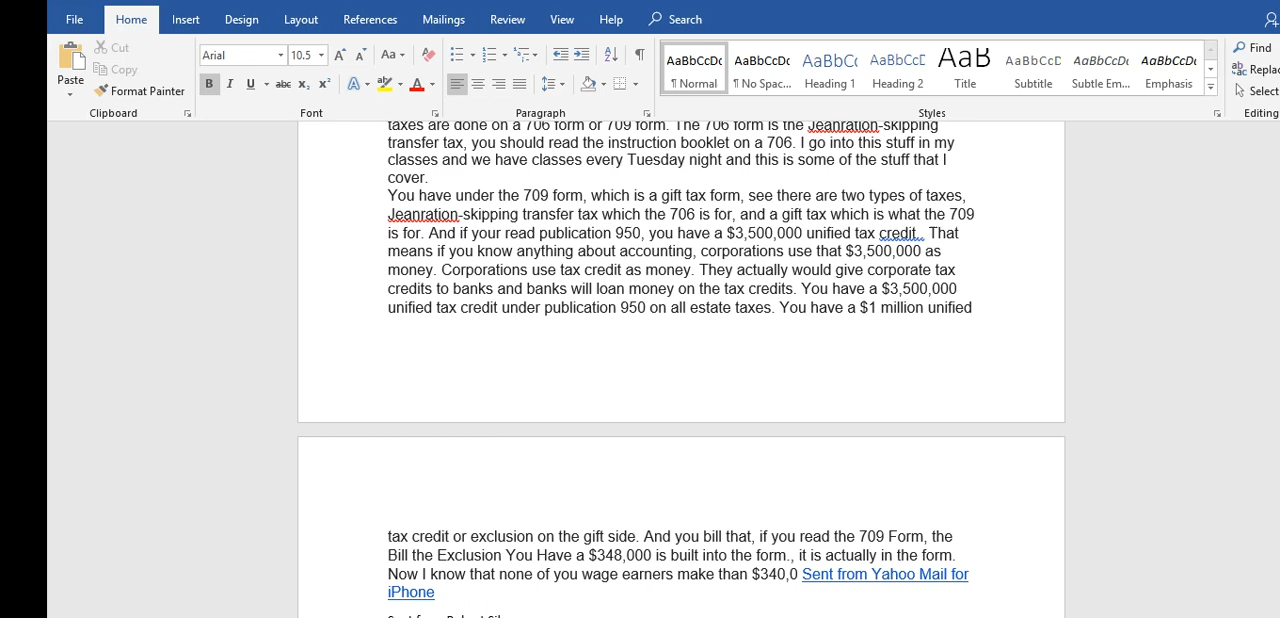 File Home Insert Design Layout References Mailings Review View Help Search
Cut
Copy
Paste
Format Painter
Clipboard
Arial 10.5
A A Aa
B I U abc x₂ x² A ab A
Font
Paragraph
AaBbCcDc AaBbCcDc AaBbCc AaBbCcD AaB AaBbCcD AaBbCcDc AaBbCcDc
¶ Normal ¶ No Spac... Heading 1 Heading 2 Title Subtitle Subtle Em... Emphasis
Styles
Find
Replac
Select
Editing
taxes are done on a 706 form or 709 form. The 706 form is the Jeanration-skipping
transfer tax, you should read the instruction booklet on a 706. I go into this stuff in my
classes and we have classes every Tuesday night and this is some of the stuff that I
cover.
You have under the 709 form, which is a gift tax form, see there are two types of taxes,
Jeanration-skipping transfer tax which the 706 is for, and a gift tax which is what the 709
is for. And if your read publication 950, you have a $3,500,000 unified tax credit.. That
means if you know anything about accounting, corporations use that $3,500,000 as
money. Corporations use tax credit as money. They actually would give corporate tax
credits to banks and banks will loan money on the tax credits. You have a $3,500,000
unified tax credit under publication 950 on all estate taxes. You have a $1 million unified
tax credit or exclusion on the gift side. And you bill that, if you read the 709 Form, the
Bill the Exclusion You Have a $348,000 is built into the form., it is actually in the form.
Now I know that none of you wage earners make than $340,0 Sent from Yahoo Mail for
iPhone